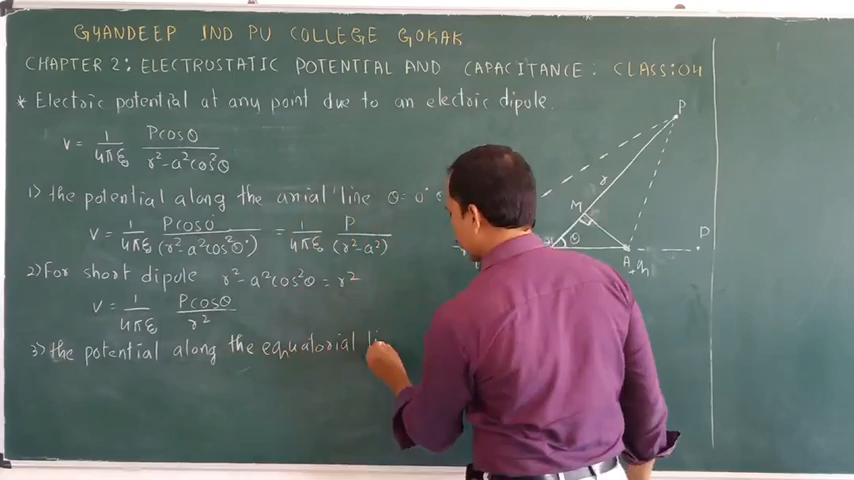 GYANDEEP IND PU COLLEGE GOKAK
CHAPTER 2: ELECTROSTATIC POTENTIAL AND CAPACITANCE: CLASS:04
* Electric potential at any point due to an electric dipole.
V = 1/4πε₀ Pcosθ/r²-a²cos²θ
1) the potential along the axial line θ=0°
V = 1/4πε₀ Pcos0°/(r²-a²cos²0°) = 1/4πε₀ P/(r²-a²)
2) For short dipole r²-a²cos²θ = r²
V = 1/4πε₀ Pcosθ/r²
3) the potential along the equatorial li
P
r
M
θ
A
+q
P